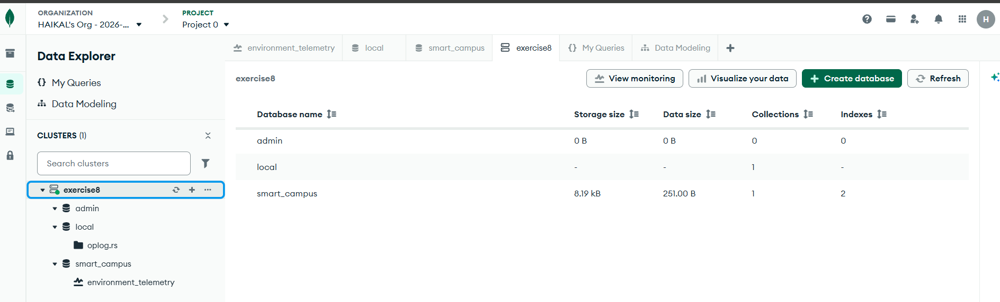 ORGANIZATION
HAIKAL's Org - 2026-...
PROJECT
Project 0
H
Data Explorer
My Queries
Data Modeling
CLUSTERS (1)
Search clusters
exercise8
admin
local
oplog.rs
smart_campus
environment_telemetry
environment_telemetry local smart_campus exercise8 My Queries Data Modeling
exercise8 View monitoring Visualize your data Create database Refresh
Database name Storage size Data size Collections Indexes
admin 0 B 0 B 0 0
local - - 1 -
smart_campus 8.19 kB 251.00 B 1 2